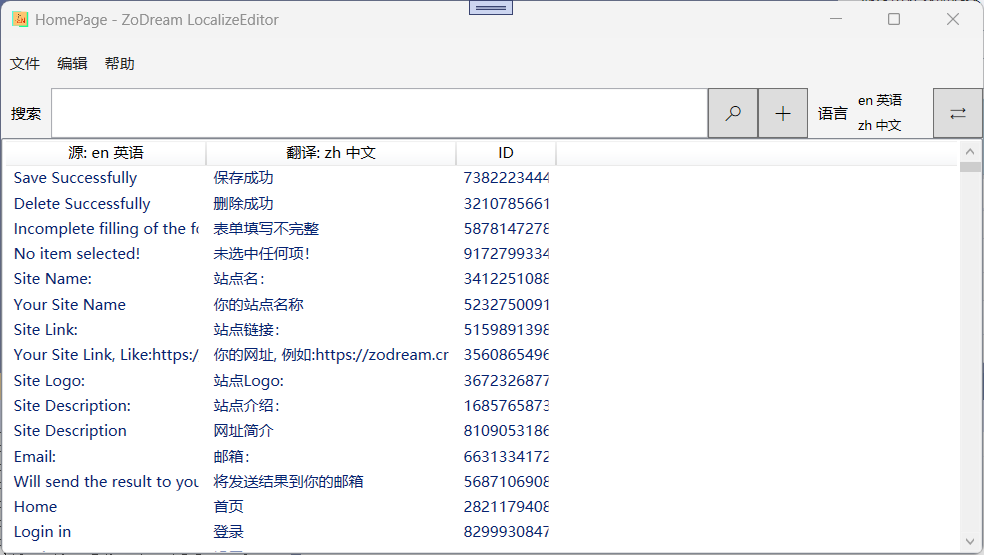 HomePage - ZoDream LocalizeEditor
文件 编辑 帮助
搜索 语言 en 英语
zh 中文
源: en 英语 翻译: zh 中文 ID
Save Successfully 保存成功 7382223444
Delete Successfully 删除成功 3210785661
Incomplete filling of the fo 表单填写不完整 5878147278
No item selected! 未选中任何项! 9172799334
Site Name: 站点名: 3412251088
Your Site Name 你的站点名称 5232750091
Site Link: 站点链接: 5159891398
Your Site Link, Like:https:/ 你的网址, 例如:https://zodream.cr 3560865496
Site Logo: 站点Logo: 3672326877
Site Description: 站点介绍: 1685765873
Site Description 网址简介 8109053186
Email: 邮箱: 6631334172
Will send the result to you 将发送结果到你的邮箱 5687106908
Home 首页 2821179408
Login in 登录 8299930847